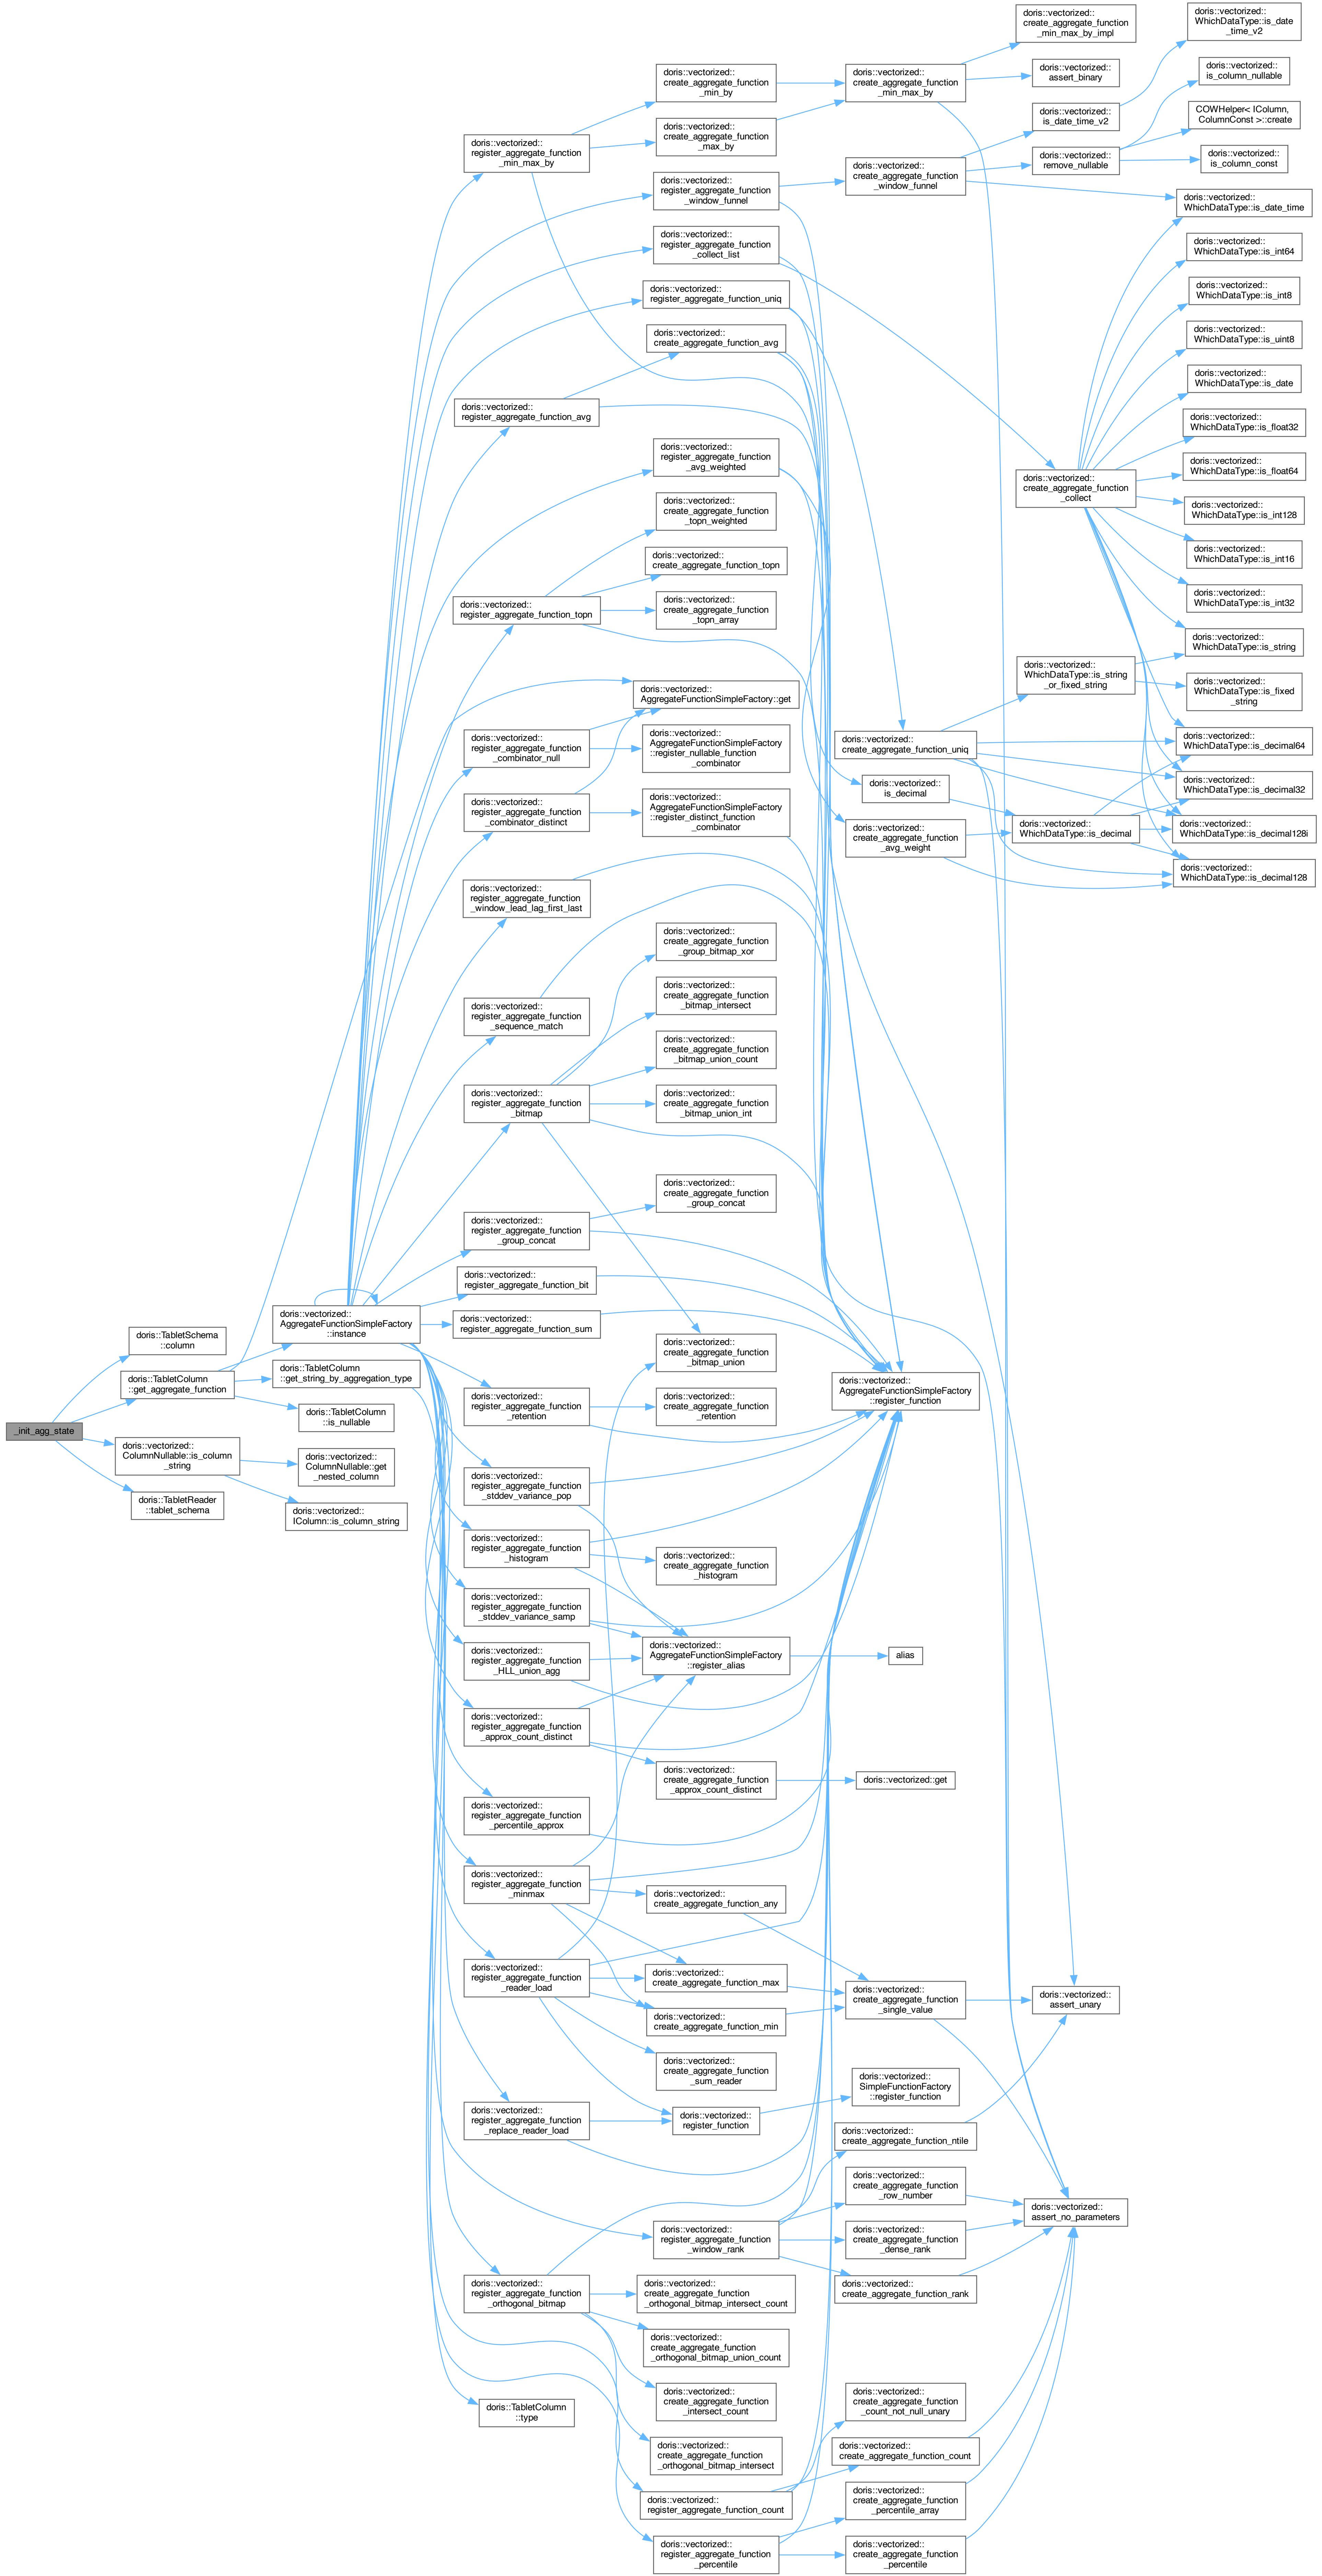 _init_agg_state
doris::TabletSchema
::column
doris::TabletColumn
::get_aggregate_function
doris::vectorized::
ColumnNullable::is_column
_string
doris::TabletReader
::tablet_schema
doris::vectorized::
AggregateFunctionSimpleFactory
::instance
doris::TabletColumn
::get_string_by_aggregation_type
doris::TabletColumn
::is_nullable
doris::vectorized::
ColumnNullable::get
_nested_column
doris::vectorized::
IColumn::is_column_string
doris::vectorized::
register_aggregate_function
_min_max_by
doris::vectorized::
register_aggregate_function_avg
doris::vectorized::
register_aggregate_function_topn
doris::vectorized::
register_aggregate_function
_combinator_null
doris::vectorized::
register_aggregate_function
_combinator_distinct
doris::vectorized::
register_aggregate_function
_window_lead_lag_first_last
doris::vectorized::
register_aggregate_function
_sequence_match
doris::vectorized::
register_aggregate_function
_bitmap
doris::vectorized::
register_aggregate_function
_group_concat
doris::vectorized::
register_aggregate_function_bit
doris::vectorized::
register_aggregate_function_sum
doris::vectorized::
register_aggregate_function
_retention
doris::vectorized::
register_aggregate_function
_stddev_variance_pop
doris::vectorized::
register_aggregate_function
_histogram
doris::vectorized::
register_aggregate_function
_stddev_variance_samp
doris::vectorized::
register_aggregate_function
_HLL_union_agg
doris::vectorized::
register_aggregate_function
_approx_count_distinct
doris::vectorized::
register_aggregate_function
_percentile_approx
doris::vectorized::
register_aggregate_function
_minmax
doris::vectorized::
register_aggregate_function
_reader_load
doris::vectorized::
register_aggregate_function
_replace_reader_load
doris::vectorized::
register_aggregate_function
_orthogonal_bitmap
doris::TabletColumn
::type
doris::vectorized::
create_aggregate_function
_min_by
doris::vectorized::
create_aggregate_function
_max_by
doris::vectorized::
register_aggregate_function
_window_funnel
doris::vectorized::
register_aggregate_function
_collect_list
doris::vectorized::
register_aggregate_function_uniq
doris::vectorized::
create_aggregate_function_avg
doris::vectorized::
register_aggregate_function
_avg_weighted
doris::vectorized::
create_aggregate_function
_topn_weighted
doris::vectorized::
create_aggregate_function_topn
doris::vectorized::
create_aggregate_function
_topn_array
doris::vectorized::
AggregateFunctionSimpleFactory::get
doris::vectorized::
AggregateFunctionSimpleFactory
::register_nullable_function
_combinator
doris::vectorized::
AggregateFunctionSimpleFactory
::register_distinct_function
_combinator
doris::vectorized::
create_aggregate_function
_group_bitmap_xor
doris::vectorized::
create_aggregate_function
_bitmap_intersect
doris::vectorized::
create_aggregate_function
_bitmap_union_count
doris::vectorized::
create_aggregate_function
_bitmap_union_int
doris::vectorized::
create_aggregate_function
_group_concat
doris::vectorized::
create_aggregate_function
_bitmap_union
doris::vectorized::
create_aggregate_function
_retention
doris::vectorized::
create_aggregate_function
_histogram
doris::vectorized::
AggregateFunctionSimpleFactory
::register_alias
doris::vectorized::
create_aggregate_function
_approx_count_distinct
doris::vectorized::
create_aggregate_function_any
doris::vectorized::
create_aggregate_function_max
doris::vectorized::
create_aggregate_function_min
doris::vectorized::
create_aggregate_function
_sum_reader
doris::vectorized::
register_function
doris::vectorized::
register_aggregate_function
_window_rank
doris::vectorized::
create_aggregate_function
_orthogonal_bitmap_intersect_count
doris::vectorized::
create_aggregate_function
_orthogonal_bitmap_union_count
doris::vectorized::
create_aggregate_function
_intersect_count
doris::vectorized::
create_aggregate_function
_orthogonal_bitmap_intersect
doris::vectorized::
register_aggregate_function_count
doris::vectorized::
register_aggregate_function
_percentile
doris::vectorized::
create_aggregate_function
_min_max_by
doris::vectorized::
create_aggregate_function
_window_funnel
doris::vectorized::
create_aggregate_function_uniq
doris::vectorized::
is_decimal
doris::vectorized::
create_aggregate_function
_avg_weight
doris::vectorized::
AggregateFunctionSimpleFactory
::register_function
alias
doris::vectorized::get
doris::vectorized::
create_aggregate_function
_single_value
doris::vectorized::
SimpleFunctionFactory
::register_function
doris::vectorized::
create_aggregate_function_ntile
doris::vectorized::
create_aggregate_function
_row_number
doris::vectorized::
create_aggregate_function
_dense_rank
doris::vectorized::
create_aggregate_function_rank
doris::vectorized::
create_aggregate_function
_count_not_null_unary
doris::vectorized::
create_aggregate_function_count
doris::vectorized::
create_aggregate_function
_percentile_array
doris::vectorized::
create_aggregate_function
_percentile
doris::vectorized::
create_aggregate_function
_min_max_by_impl
doris::vectorized::
assert_binary
doris::vectorized::
is_date_time_v2
doris::vectorized::
remove_nullable
doris::vectorized::
create_aggregate_function
_collect
doris::vectorized::
WhichDataType::is_string
_or_fixed_string
doris::vectorized::
WhichDataType::is_decimal
doris::vectorized::
assert_unary
doris::vectorized::
assert_no_parameters
doris::vectorized::
WhichDataType::is_date
_time_v2
doris::vectorized::
is_column_nullable
COWHelper< IColumn,
ColumnConst >::create
doris::vectorized::
is_column_const
doris::vectorized::
WhichDataType::is_date_time
doris::vectorized::
WhichDataType::is_int64
doris::vectorized::
WhichDataType::is_int8
doris::vectorized::
WhichDataType::is_uint8
doris::vectorized::
WhichDataType::is_date
doris::vectorized::
WhichDataType::is_float32
doris::vectorized::
WhichDataType::is_float64
doris::vectorized::
WhichDataType::is_int128
doris::vectorized::
WhichDataType::is_int16
doris::vectorized::
WhichDataType::is_int32
doris::vectorized::
WhichDataType::is_string
doris::vectorized::
WhichDataType::is_fixed
_string
doris::vectorized::
WhichDataType::is_decimal64
doris::vectorized::
WhichDataType::is_decimal32
doris::vectorized::
WhichDataType::is_decimal128i
doris::vectorized::
WhichDataType::is_decimal128